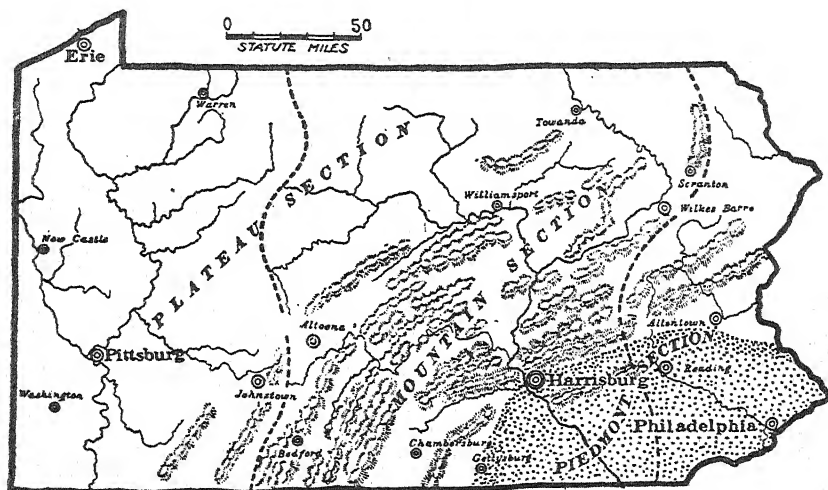 0 50
STATUTE MILES
Erie
Warren
Towanda
Scranton
Williamsport
Wilkes Barre
New Castle
PLATEAU SECTION
MOUNTAIN SECTION
Altoona
Allentown
Pittsburg
Johnstown
Harrisburg
Reading
Washington
Bedford
Chambersburg
Gettysburg
PIEDMONT SECTION
Philadelphia